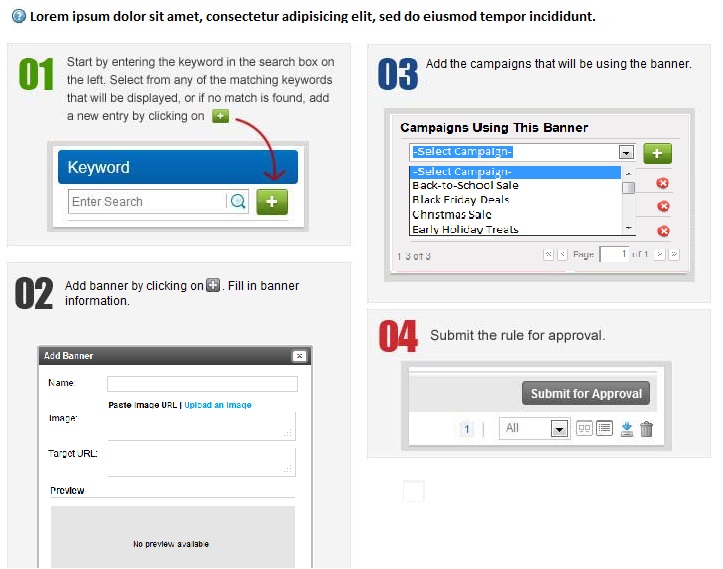 Lorem ipsum dolor sit amet, consectetur adipisicing elit, sed do eiusmod tempor incididunt.
01
Start by entering the keyword in the search box on
the left. Select from any of the matching keywords
that will be displayed, or if no match is found, add
a new entry by clicking on
Keyword
Enter Search
02
Add banner by clicking on . Fill in banner
information.
Add Banner
Name:
Paste Image URL | Upload an Image
Image:
Target URL:
Preview
No preview available
03
Add the campaigns that will be using the banner.
Campaigns Using This Banner
-Select Campaign-
-Select Campaign-
Back-to-School Sale
Black Friday Deals
Christmas Sale
Early Holiday Treats
1-3 of 3
Page 1 of 1
04
Submit the rule for approval.
Submit for Approval
1 | All